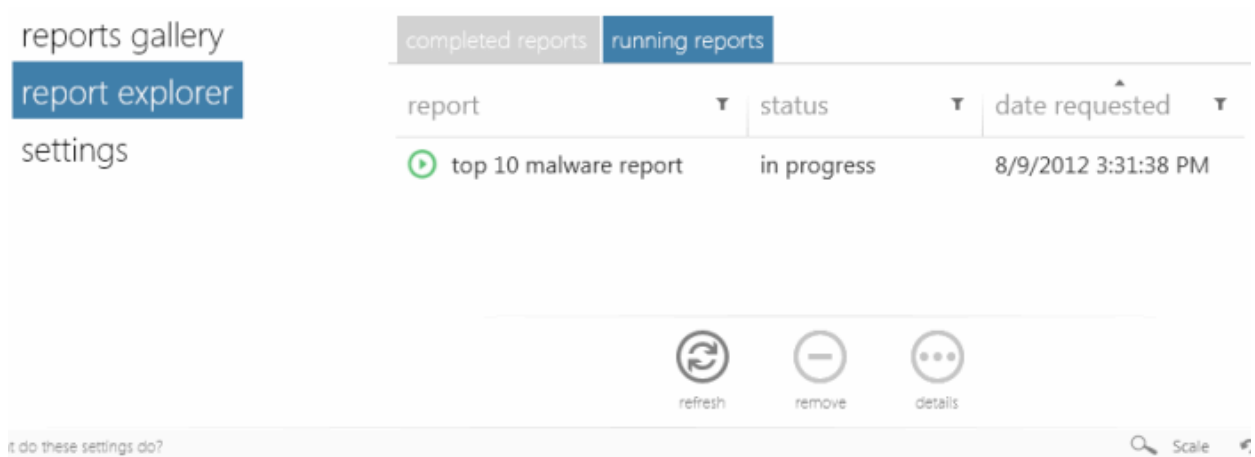 reports gallery
report explorer
settings
completed reports running reports
report status date requested
top 10 malware report in progress 8/9/2012 3:31:38 PM
refresh remove details
do these settings do? Scale